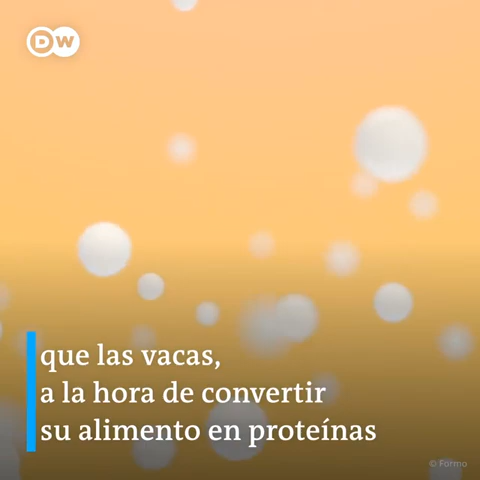 DW
que las vacas,
a la hora de convertir
su alimento en proteínas
© Formo